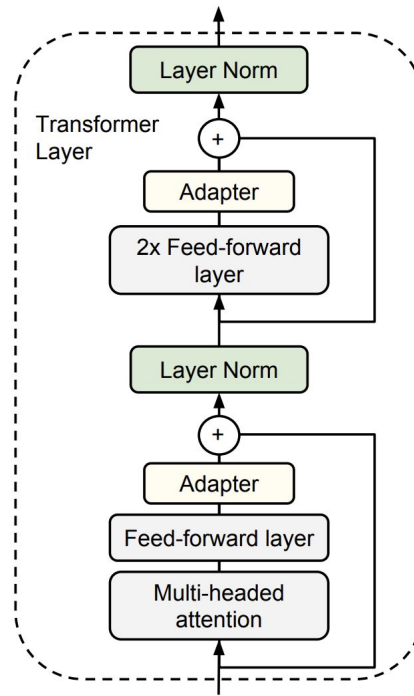 Layer Norm
Transformer
Layer
+
Adapter
2x Feed-forward
layer
Layer Norm
+
Adapter
Feed-forward layer
Multi-headed
attention